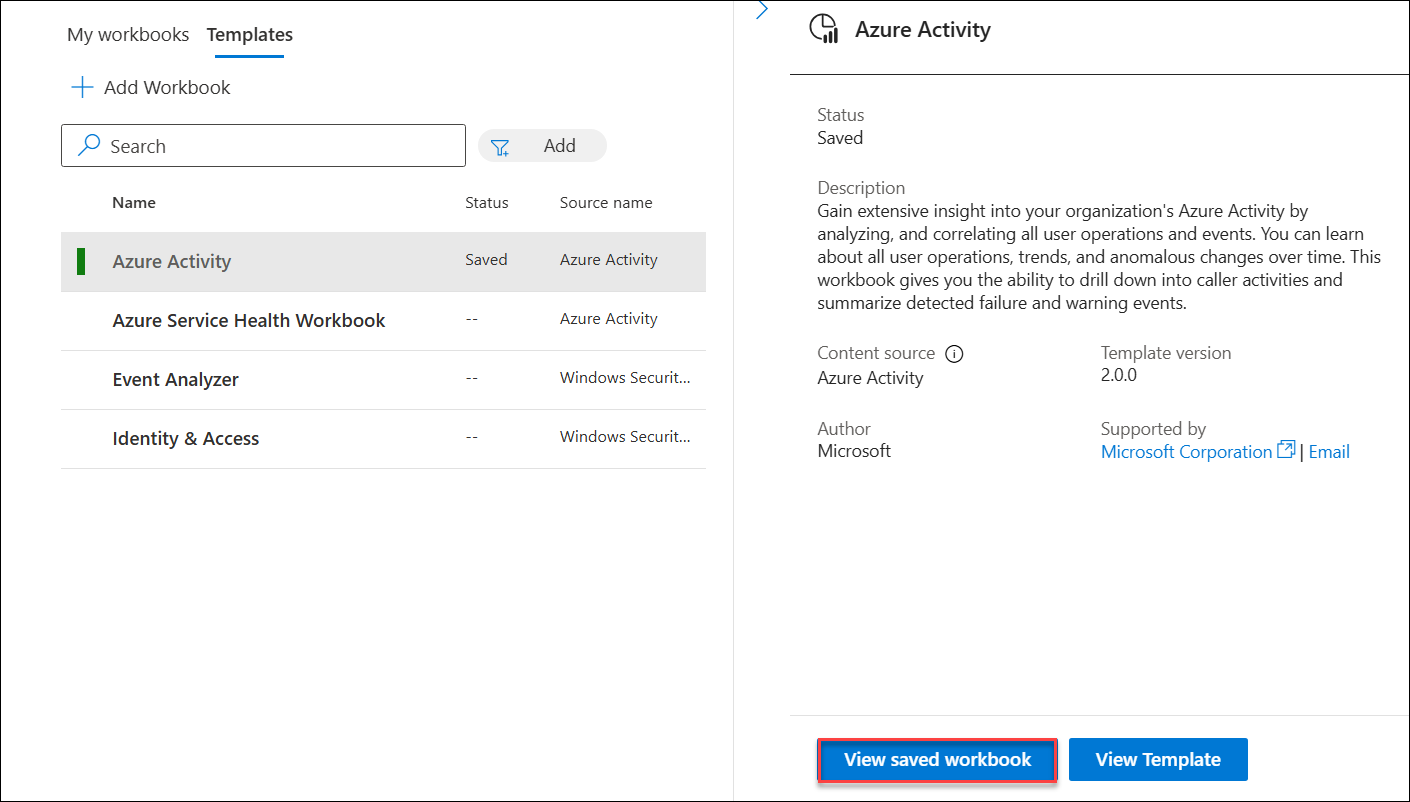 My workbooks Templates
Add Workbook
Search
Add
Name Status Source name
Azure Activity Saved Azure Activity
Azure Service Health Workbook -- Azure Activity
Event Analyzer -- Windows Securit...
Identity & Access -- Windows Securit...
Azure Activity
Status
Saved
Description
Gain extensive insight into your organization's Azure Activity by
analyzing, and correlating all user operations and events. You can learn
about all user operations, trends, and anomalous changes over time. This
workbook gives you the ability to drill down into caller activities and
summarize detected failure and warning events.
Content source Template version
Azure Activity 2.0.0
Author Supported by
Microsoft Microsoft Corporation | Email
View saved workbook View Template